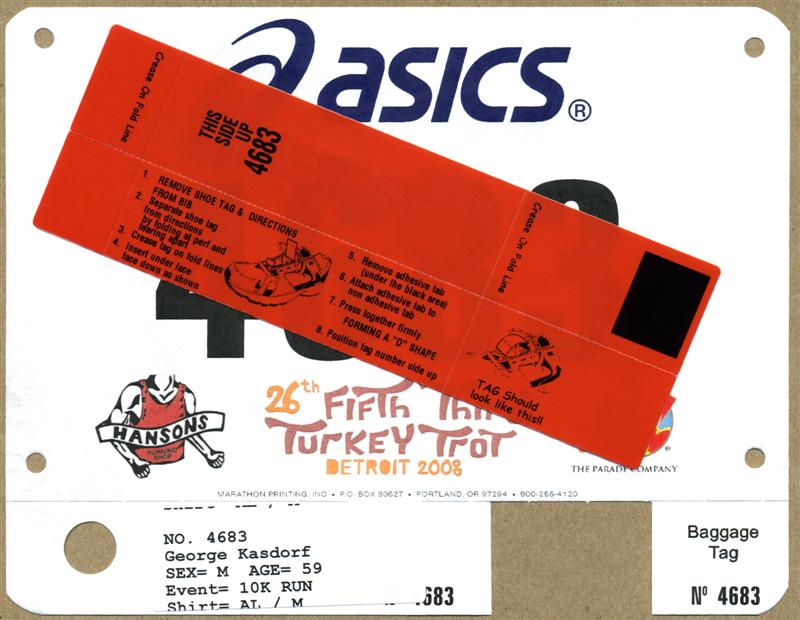 ASICS®
Crease On Fold Line
THIS
SIDE
UP
4683
1 REMOVE SHOE TAG & DIRECTIONS
FROM BIB
2. Separate shoe tag
from directions
by folding at perf and
tearing apart
3. Crease tag on fold lines
4. Insert under lace
lace down as shown
5. Remove adhesive tab
(under the black area)
6. Attach adhesive tab to
non adhesive tab
7. Press together firmly
FORMING A "D" SHAPE
8. Position tag number side up
Crease On Fold Line
TAG Should
look like this!!
HANSONS
RUNNING SHOP
26th FIFTH
TURKEY TROT
DETROIT 2008
THE PARADE COMPANY
MARATHON PRINTING, INC • P.O. BOX 30627 • PORTLAND, OR 97294 • 800-256-4120
NO. 4683
George Kasdorf
SEX= M AGE= 59
Event= 10K RUN
Shirt= AL / M
683
Baggage
Tag
Nº 4683